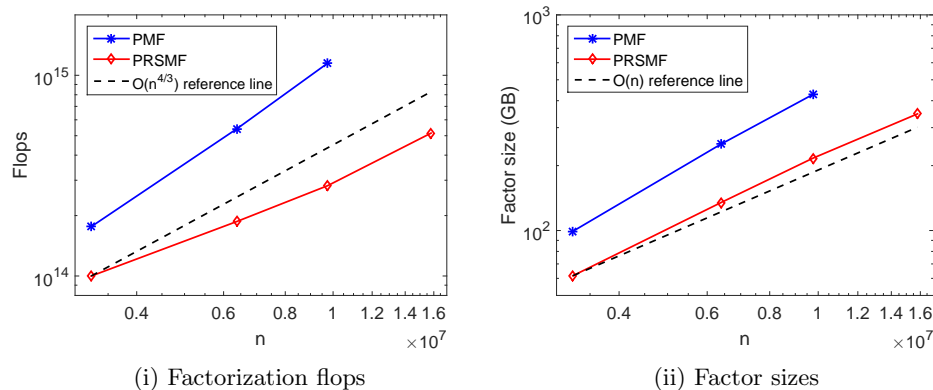 PMF
PRSMF
O(n^{4/3}) reference line
10^{15}
10^{14}
Flops
0.4 0.6 0.8 1 1.2 1.4 1.6
n
×10^7
(i) Factorization flops
PMF
PRSMF
O(n) reference line
10^3
10^2
Factor size (GB)
0.4 0.6 0.8 1 1.2 1.4 1.6
n
×10^7
(ii) Factor sizes